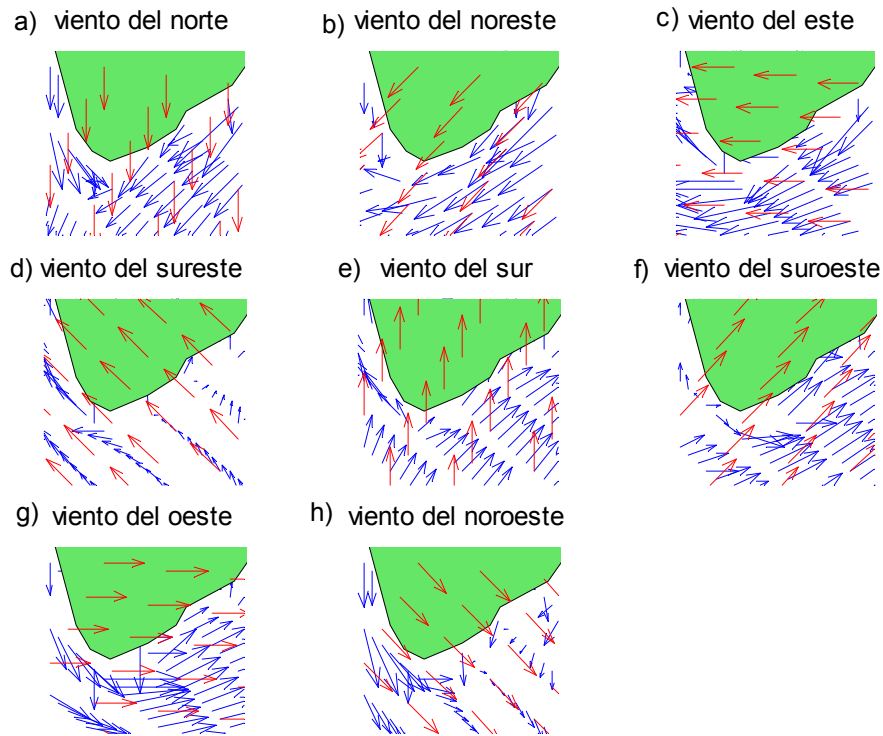 a) viento del norte
b) viento del noreste
c) viento del este
d) viento del sureste
e) viento del sur
f) viento del suroeste
g) viento del oeste
h) viento del noroeste